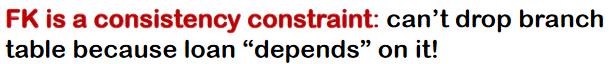 FK is a consistency constraint: can’t drop branch
table because loan “depends” on it!